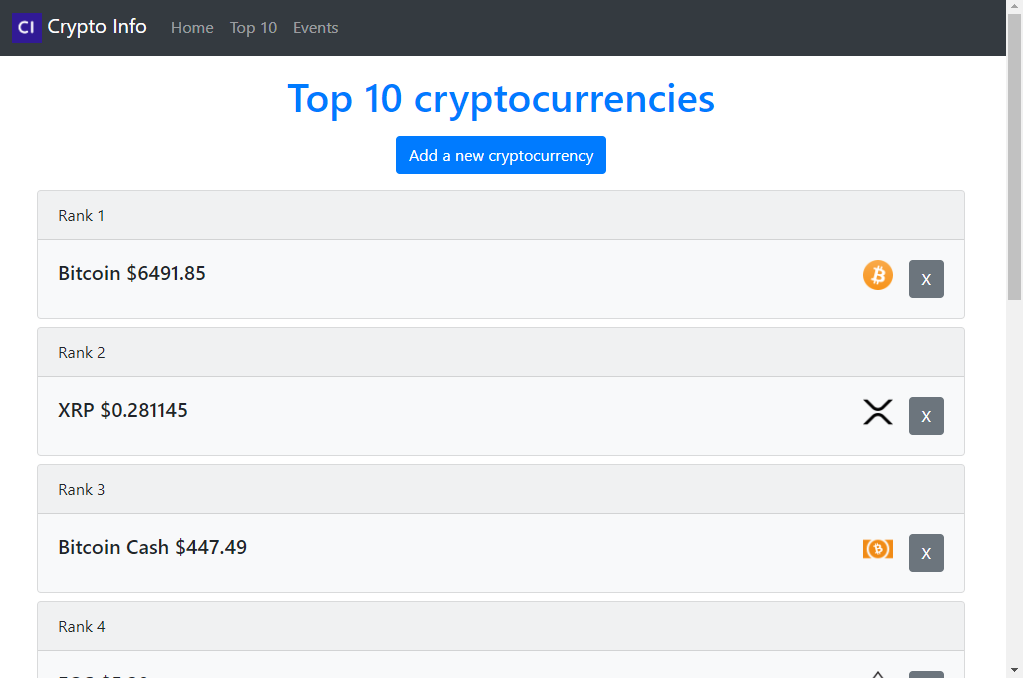 CI Crypto Info Home Top 10 Events
Top 10 cryptocurrencies
Add a new cryptocurrency
Rank 1
Bitcoin $6491.85 X
Rank 2
XRP $0.281145 X
Rank 3
Bitcoin Cash $447.49 X
Rank 4